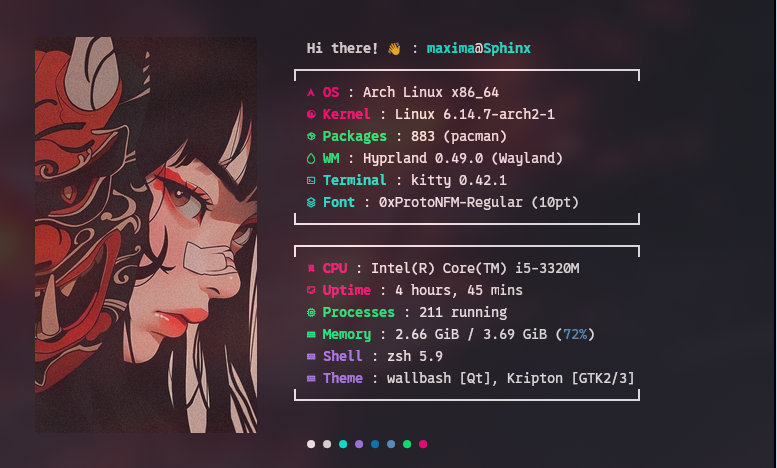 Hi there! 👋 : maxima@Sphinx
OS : Arch Linux x86_64
Kernel : Linux 6.14.7-arch2-1
Packages : 883 (pacman)
WM : Hyprland 0.49.0 (Wayland)
Terminal : kitty 0.42.1
Font : 0xProtoNFM-Regular (10pt)
CPU : Intel(R) Core(TM) i5-3320M
Uptime : 4 hours, 45 mins
Processes : 211 running
Memory : 2.66 GiB / 3.69 GiB (72%)
Shell : zsh 5.9
Theme : wallbash [Qt], Kripton [GTK2/3]